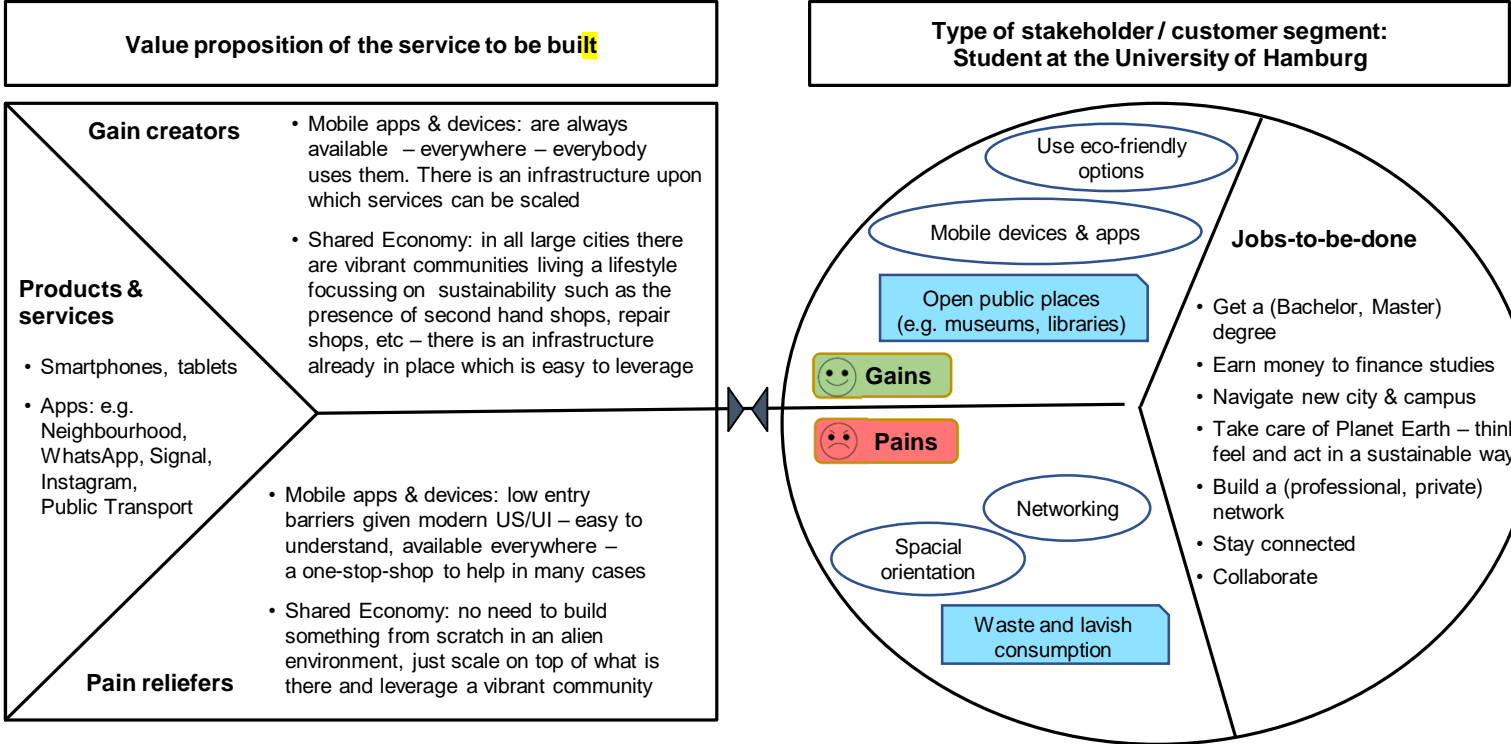 Value proposition of the service to be built
Type of stakeholder / customer segment:
Student at the University of Hamburg
Gain creators
• Mobile apps & devices: are always
available – everywhere – everybody
uses them. There is an infrastructure upon
which services can be scaled
• Shared Economy: in all large cities there
are vibrant communities living a lifestyle
focussing on sustainability such as the
presence of second hand shops, repair
shops, etc – there is an infrastructure
already in place which is easy to leverage
Products &
services
• Smartphones, tablets
• Apps: e.g.
Neighbourhood,
WhatsApp, Signal,
Instagram,
Public Transport
• Mobile apps & devices: low entry
barriers given modern US/UI – easy to
understand, available everywhere –
a one-stop-shop to help in many cases
• Shared Economy: no need to build
something from scratch in an alien
environment, just scale on top of what is
there and leverage a vibrant community
Pain relievers
Use eco-friendly
options
Mobile devices & apps
Open public places
(e.g. museums, libraries)
Gains
Pains
Networking
Spacial
orientation
Waste and lavish
consumption
Jobs-to-be-done
• Get a (Bachelor, Master)
degree
• Earn money to finance studies
• Navigate new city & campus
• Take care of Planet Earth – think
feel and act in a sustainable way
• Build a (professional, private)
network
• Stay connected
• Collaborate